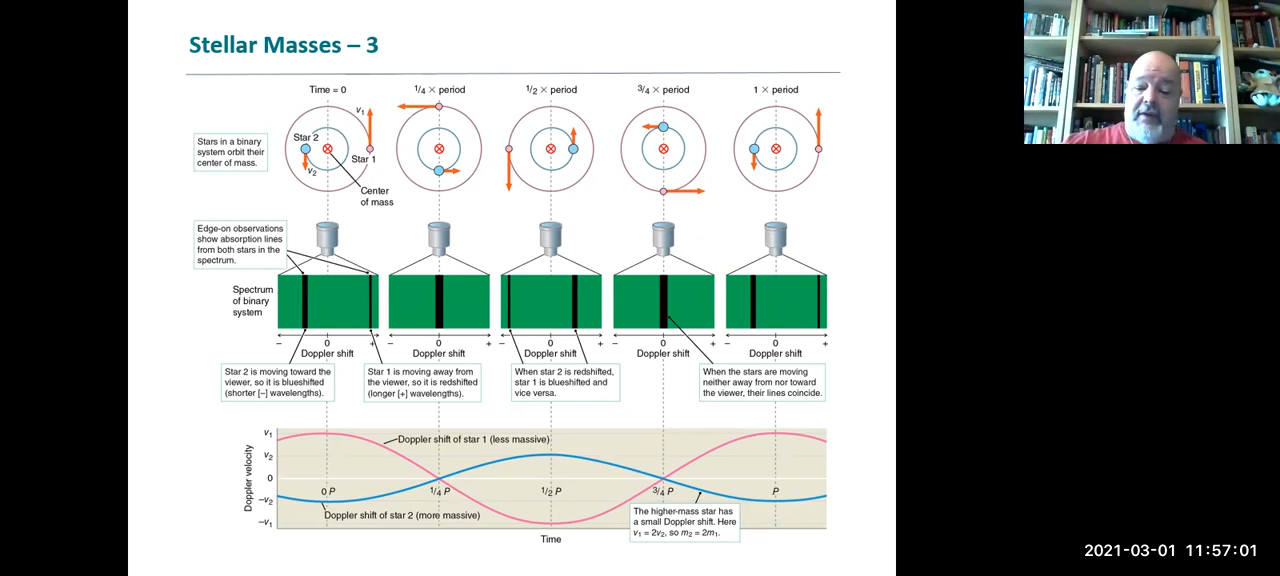 Stellar Masses – 3
Time = 0
1/4 × period
1/2 × period
3/4 × period
1 × period
Stars in a binary
system orbit their
center of mass.
v1
Star 2
Star 1
v2
Center
of mass
Edge-on observations
show absorption lines
from both stars in the
spectrum.
Spectrum
of binary
system
– 0 +
Doppler shift
– 0 +
Doppler shift
– 0 +
Doppler shift
– 0 +
Doppler shift
– 0 +
Doppler shift
Star 2 is moving toward the
viewer, so it is blueshifted
(shorter [–] wavelengths).
Star 1 is moving away from
the viewer, so it is redshifted
(longer [+] wavelengths).
When star 2 is redshifted,
star 1 is blueshifted and
vice versa.
When the stars are moving
neither away from nor toward
the viewer, their lines coincide.
Doppler velocity
v1
v2
0
–v2
–v1
Doppler shift of star 1 (less massive)
0 P
1/4 P
1/2 P
3/4 P
P
Doppler shift of star 2 (more massive)
The higher-mass star has
a small Doppler shift. Here
v1 = 2v2, so m2 = 2m1.
Time
2021-03-01 11:57:01